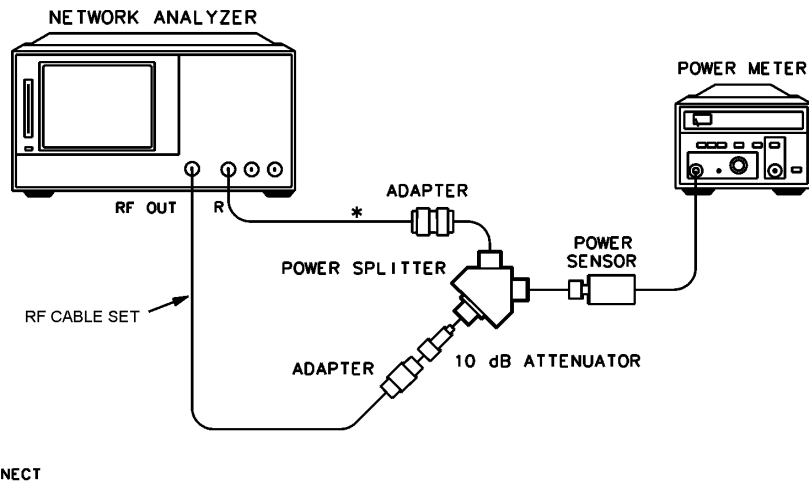 NETWORK ANALYZER
POWER METER
RF OUT
R
*
ADAPTER
POWER SPLITTER
POWER
SENSOR
RF CABLE SET
ADAPTER
10 dB ATTENUATOR
NECT